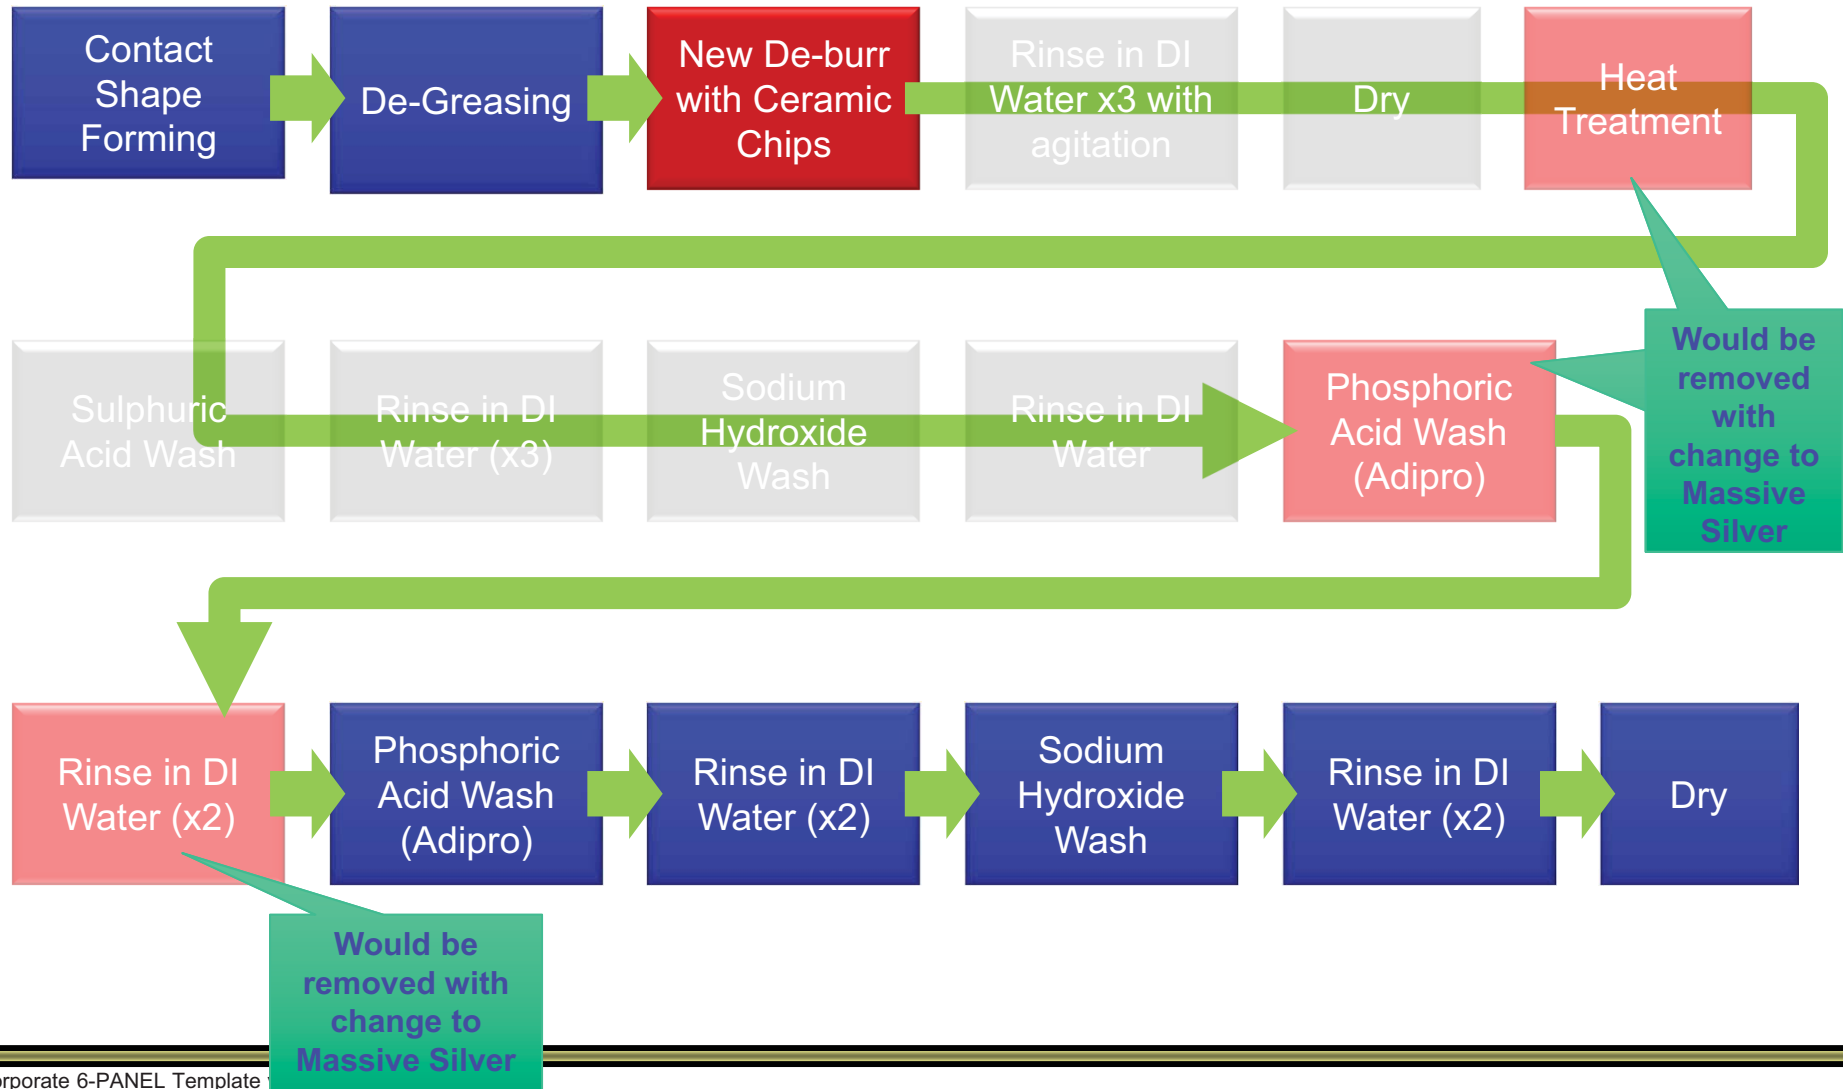 Contact
Shape
Forming
De-Greasing
New De-burr
with Ceramic
Chips
Rinse in DI
Water x3 with
agitation
Dry
Heat
Treatment
Would be
removed
with
change to
Massive
Silver
Sulphuric
Acid Wash
Rinse in DI
Water (x3)
Sodium
Hydroxide
Wash
Rinse in DI
Water
Phosphoric
Acid Wash
(Adipro)
Rinse in DI
Water (x2)
Phosphoric
Acid Wash
(Adipro)
Rinse in DI
Water (x2)
Sodium
Hydroxide
Wash
Rinse in DI
Water (x2)
Dry
Would be
removed with
change to
Massive Silver
orporate 6-PANEL Template